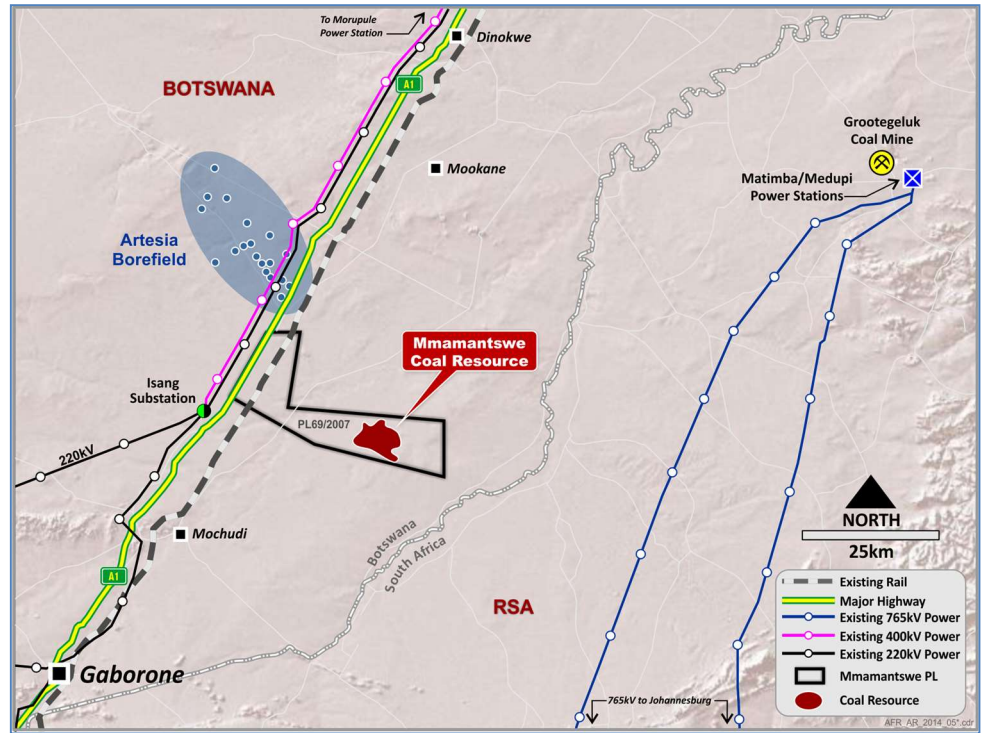 To Morupule
Power Station
Dinokwe
BOTSWANA
A1
Grootegeluk
Coal Mine
Mookane
Matimba/Medupi
Power Stations
Artesia
Borefield
Mmamantswe
Coal Resource
Isang
Substation
PL69/2007
220kV
NORTH
25km
Mochudi
Botswana
South Africa
A1
RSA
Existing Rail
Major Highway
Existing 765kV Power
Existing 400kV Power
Existing 220kV Power
Mmamantswe PL
Coal Resource
Gaborone
765kV to Johannesburg
AFR_AR_2014_05*.cdr